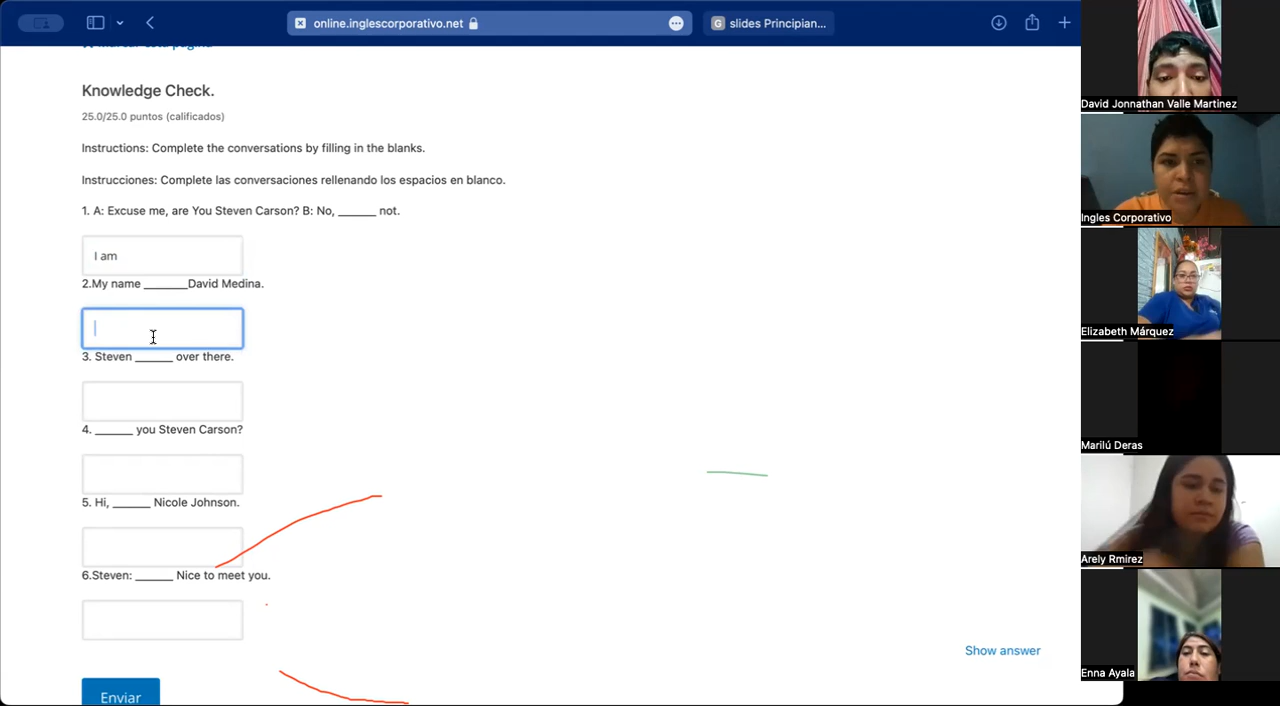 online.inglescorporativo.net
G slides Principian...
Marcar esta página
Knowledge Check.
25.0/25.0 puntos (calificados)
Instructions: Complete the conversations by filling in the blanks.
Instrucciones: Complete las conversaciones rellenando los espacios en blanco.
1. A: Excuse me, are You Steven Carson? B: No, ______ not.
I am
2.My name _______David Medina.
3. Steven ______ over there.
4. ______ you Steven Carson?
5. Hi, ______ Nicole Johnson.
6.Steven: ______ Nice to meet you.
Show answer
Enviar
David Jonnathan Valle Martinez
Ingles Corporativo
Elizabeth Márquez
Marilú Deras
Arely Rmirez
Enna Ayala